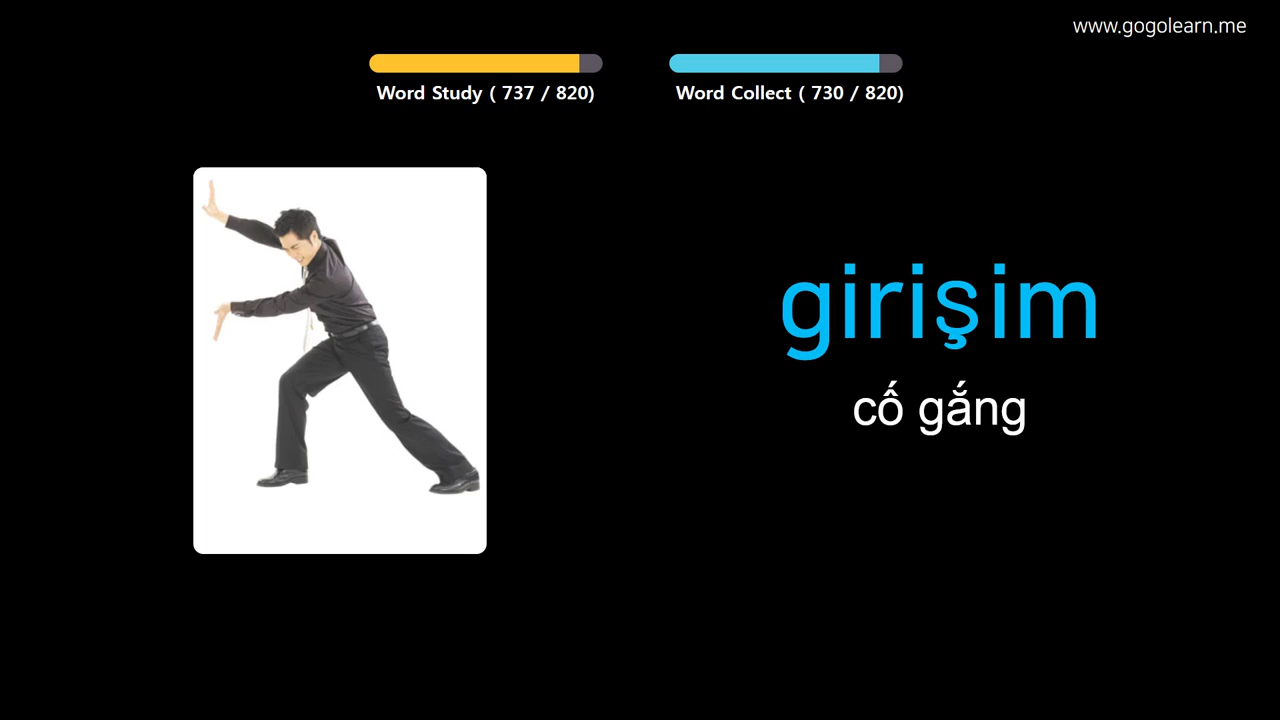 www.gogolearn.me
Word Study ( 737 / 820)
Word Collect ( 730 / 820)
girişim
cố gắng